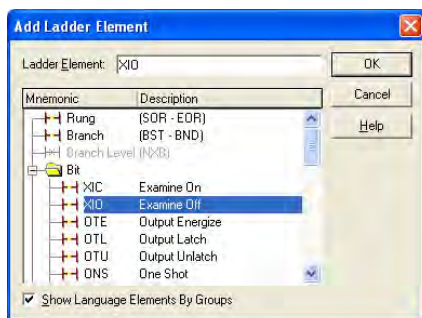 Add Ladder Element
Ladder Element: XIO OK
Mnemonic Description Cancel
Rung (SOR - EOR)
Branch (BST - BND) Help
Branch Level (NXB)
Bit
XIC Examine On
XIO Examine Off
OTE Output Energize
OTL Output Latch
OTU Output Unlatch
ONS One Shot
Show Language Elements By Groups